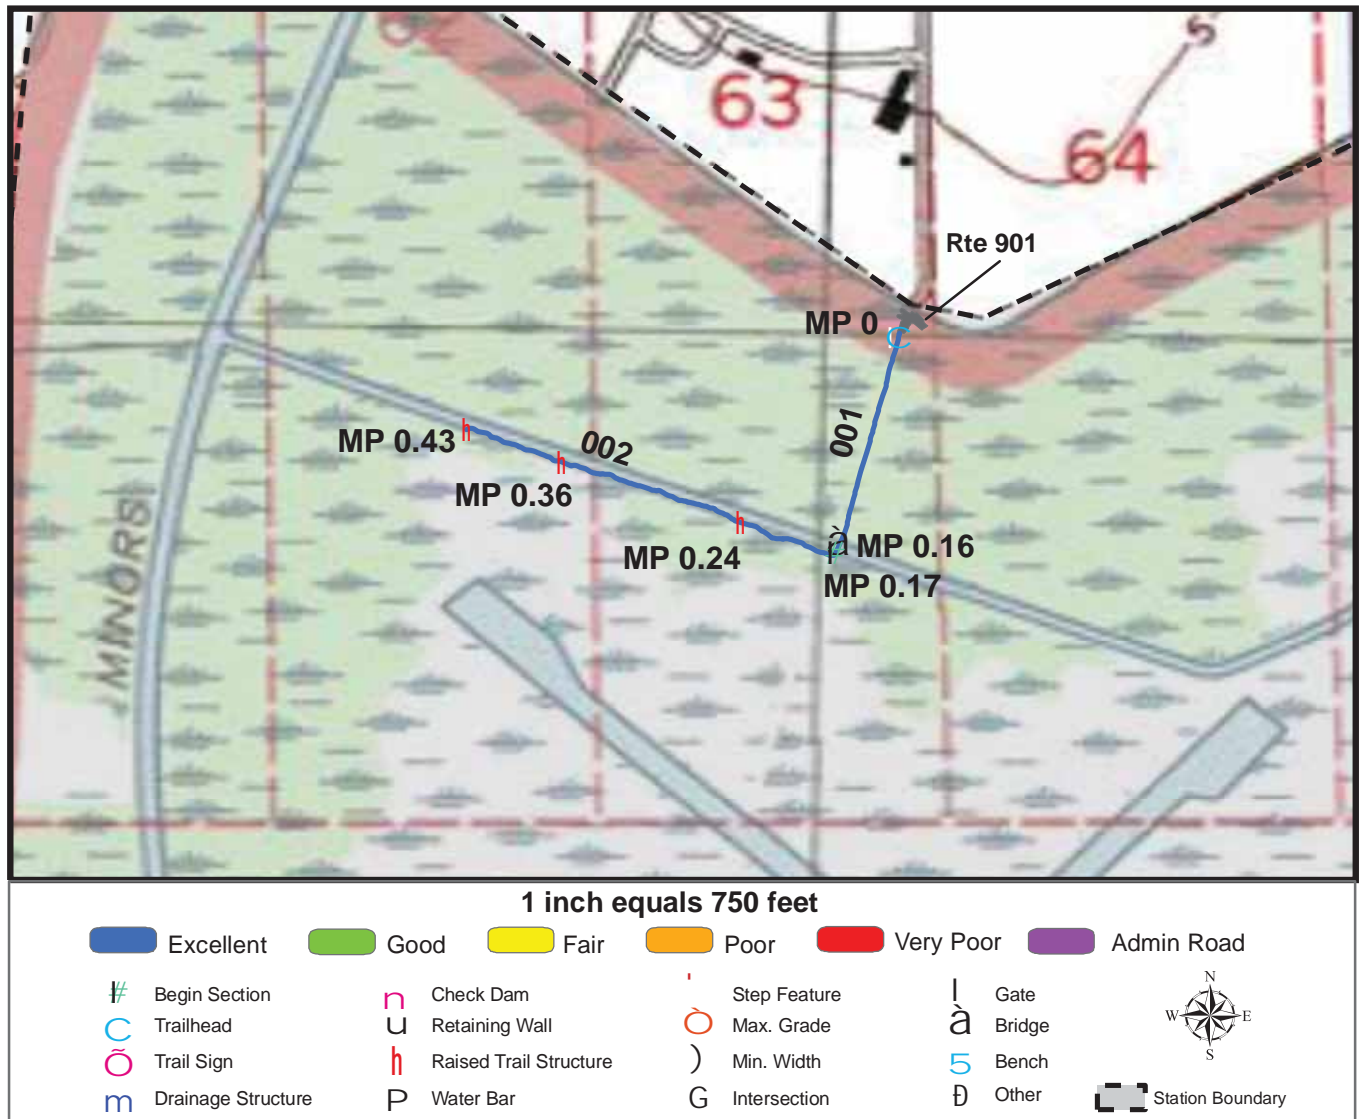 5
63
64
Rte 901
MP 0
001
002
MP 0.43
MP 0.36
MP 0.24
à MP 0.16
MP 0.17
MINORS
1 inch equals 750 feet
Excellent Good Fair Poor Very Poor Admin Road
# Begin Section n Check Dam ' Step Feature I Gate
C Trailhead u Retaining Wall Ò Max. Grade à Bridge
Õ Trail Sign h Raised Trail Structure ) Min. Width 5 Bench
m Drainage Structure P Water Bar G Intersection Ð Other Station Boundary
N
W E
S